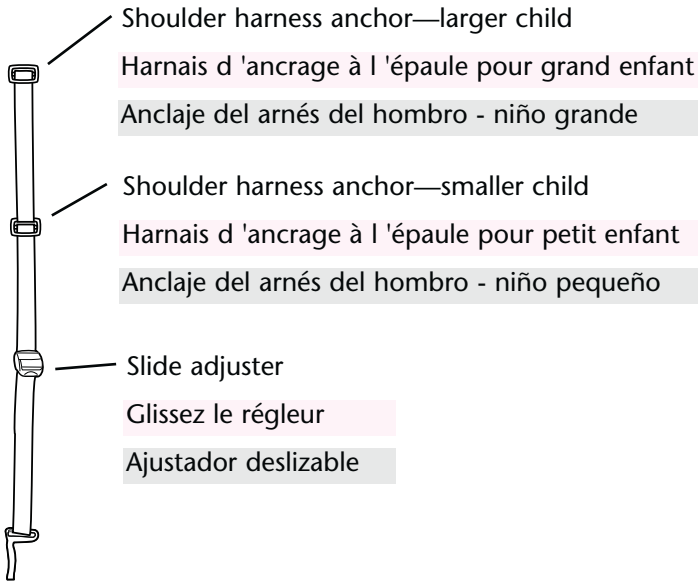 Shoulder harness anchor—larger child
Harnais d 'ancrage à l 'épaule pour grand enfant
Anclaje del arnés del hombro - niño grande
Shoulder harness anchor—smaller child
Harnais d 'ancrage à l 'épaule pour petit enfant
Anclaje del arnés del hombro - niño pequeño
Slide adjuster
Glissez le régleur
Ajustador deslizable